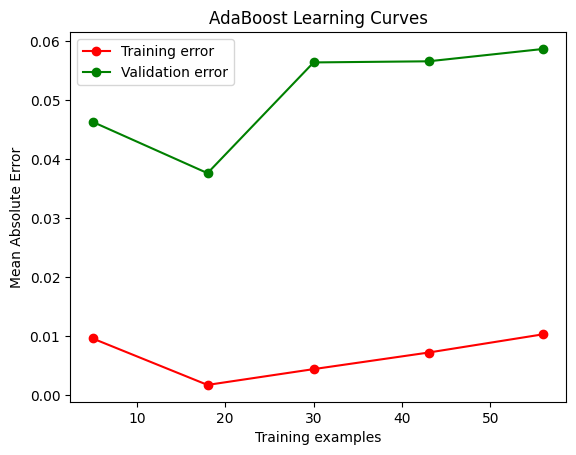 AdaBoost Learning Curves
Training error
Validation error
Mean Absolute Error
0.06
0.05
0.04
0.03
0.02
0.01
0.00
10 20 30 40 50
Training examples